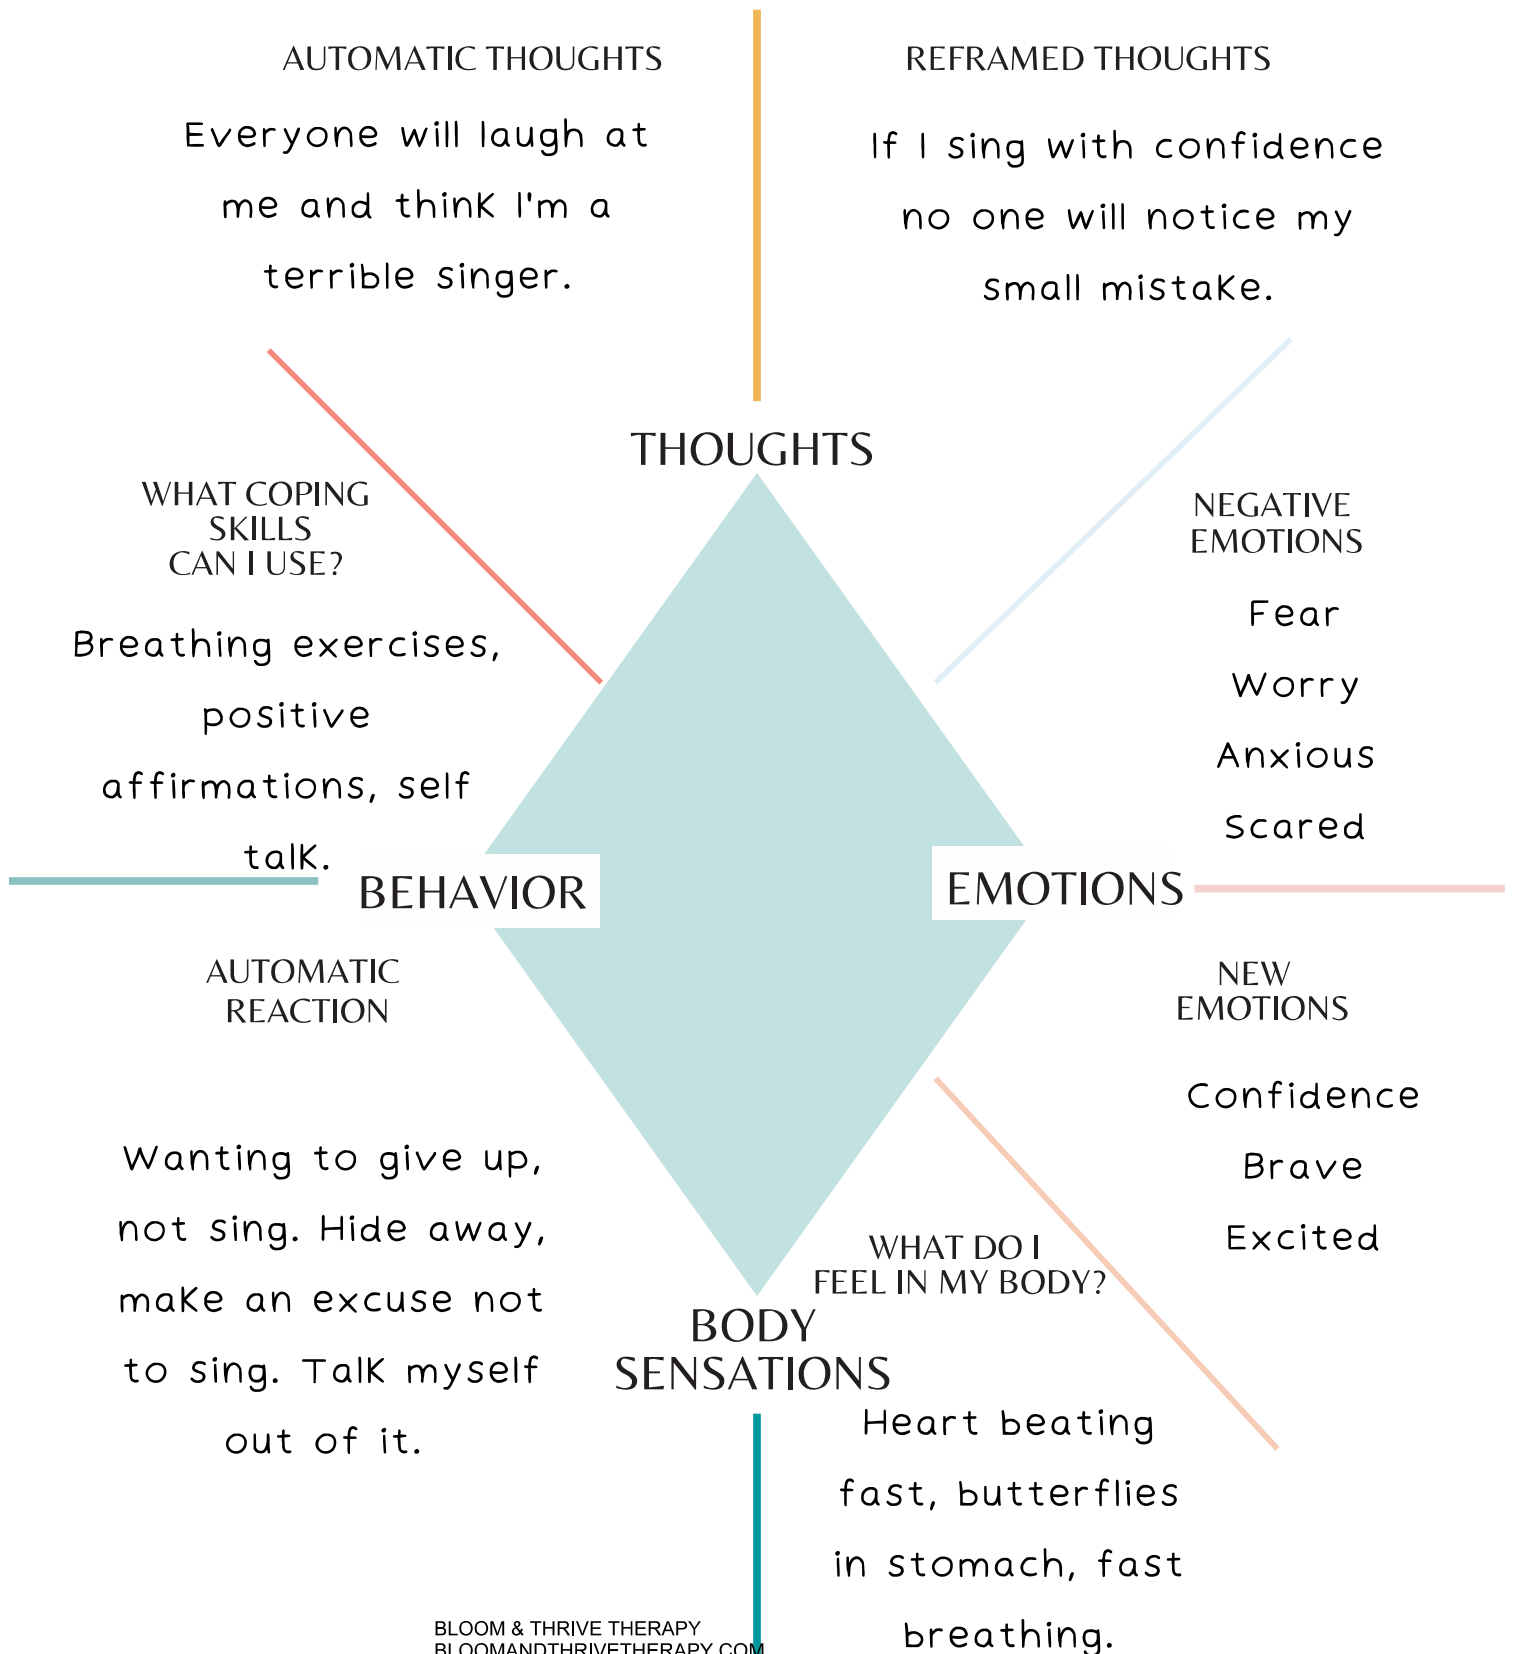 AUTOMATIC THOUGHTS
Everyone will laugh at
me and think I'm a
terrible singer.
REFRAMED THOUGHTS
If I sing with confidence
no one will notice my
small mistake.
THOUGHTS
WHAT COPING
SKILLS
CAN I USE?
Breathing exercises,
positive
affirmations, self
talk.
NEGATIVE
EMOTIONS
Fear
Worry
Anxious
Scared
BEHAVIOR
EMOTIONS
AUTOMATIC
REACTION
Wanting to give up,
not sing. Hide away,
make an excuse not
to sing. Talk myself
out of it.
NEW
EMOTIONS
Confidence
Brave
Excited
WHAT DO I
FEEL IN MY BODY?
BODY
SENSATIONS
Heart beating
fast, butterflies
in stomach, fast
breathing.
BLOOM & THRIVE THERAPY
BLOOMANDTHRIVETHERAPY.COM